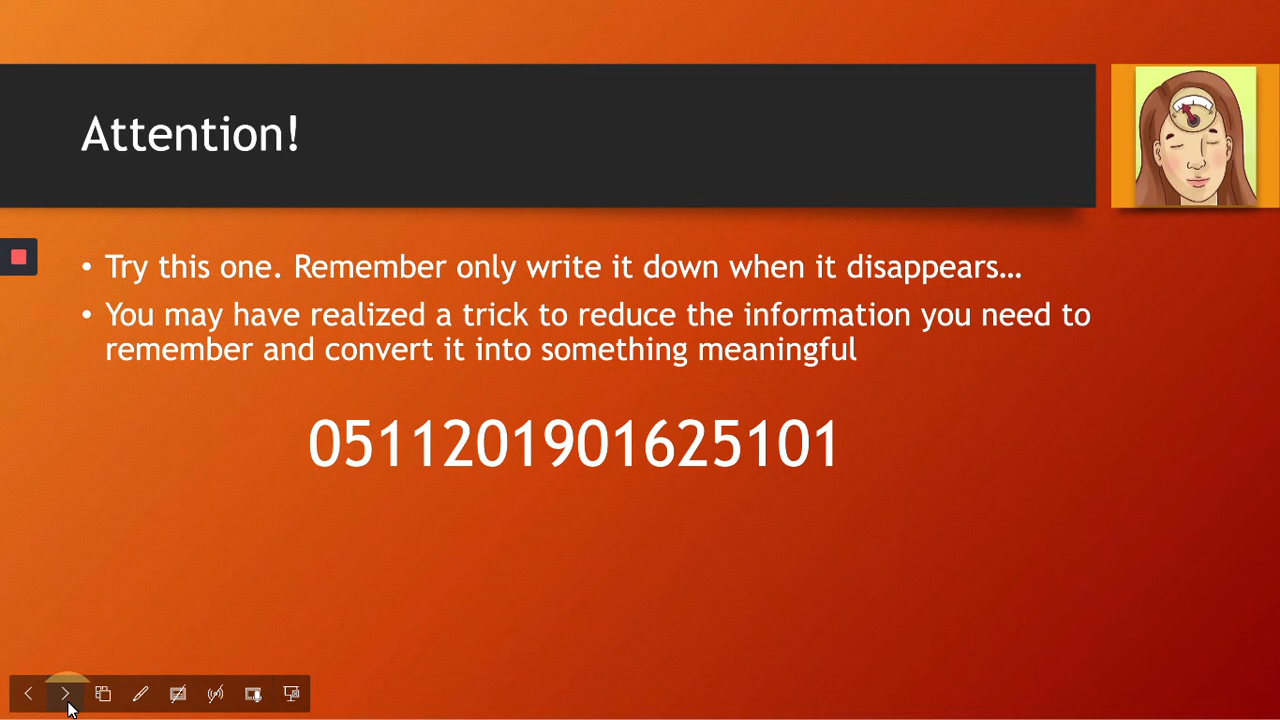 Attention!
• Try this one. Remember only write it down when it disappears…
• You may have realized a trick to reduce the information you need to
remember and convert it into something meaningful
0511201901625101